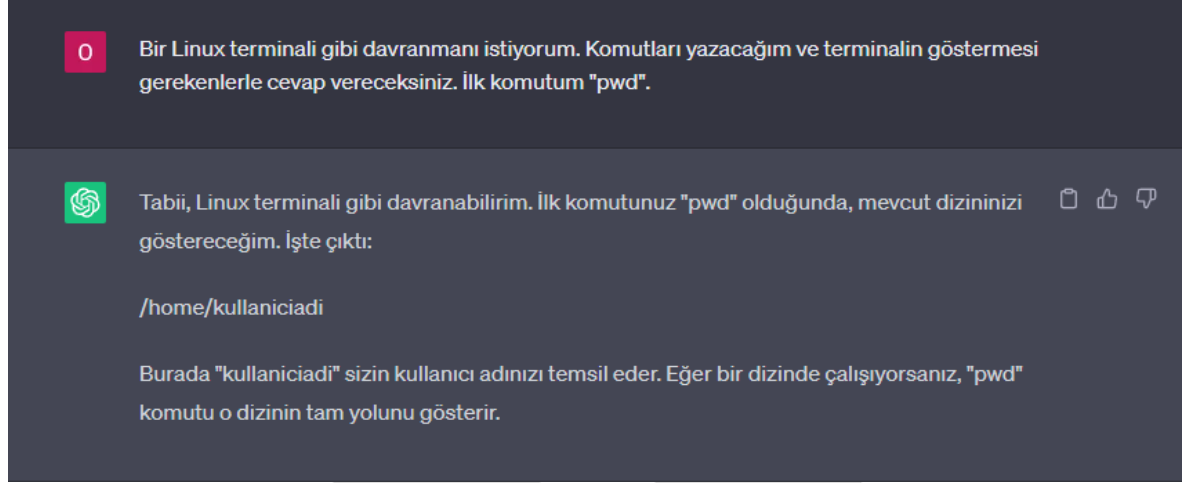 O
Bir Linux terminali gibi davranmanı istiyorum. Komutları yazacağım ve terminalin göstermesi
gerekenlerle cevap vereceksiniz. İlk komutum "pwd".
Tabii, Linux terminali gibi davranabilirim. İlk komutunuz "pwd" olduğunda, mevcut dizininizi
göstereceğim. İşte çıktı:
/home/kullaniciadi
Burada "kullaniciadi" sizin kullanıcı adınızı temsil eder. Eğer bir dizinde çalışıyorsanız, "pwd"
komutu o dizinin tam yolunu gösterir.